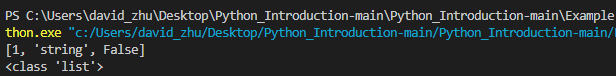 PS C:\Users\david_zhu\Desktop\Python_Introduction-main\Python_Introduction-main\Example
thon.exe "c:/Users/david_zhu/Desktop/Python_Introduction-main/Python_Introduction-main/
[1, 'string', False]
<class 'list'>